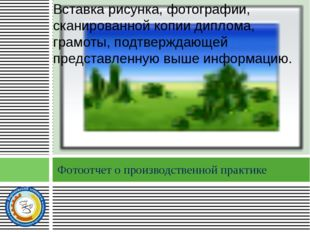 Вставка рисунка, фотографии,
сканированной копии диплома,
грамоты, подтверждающей
представленную выше информацию.
Фотоотчет о производственной практике